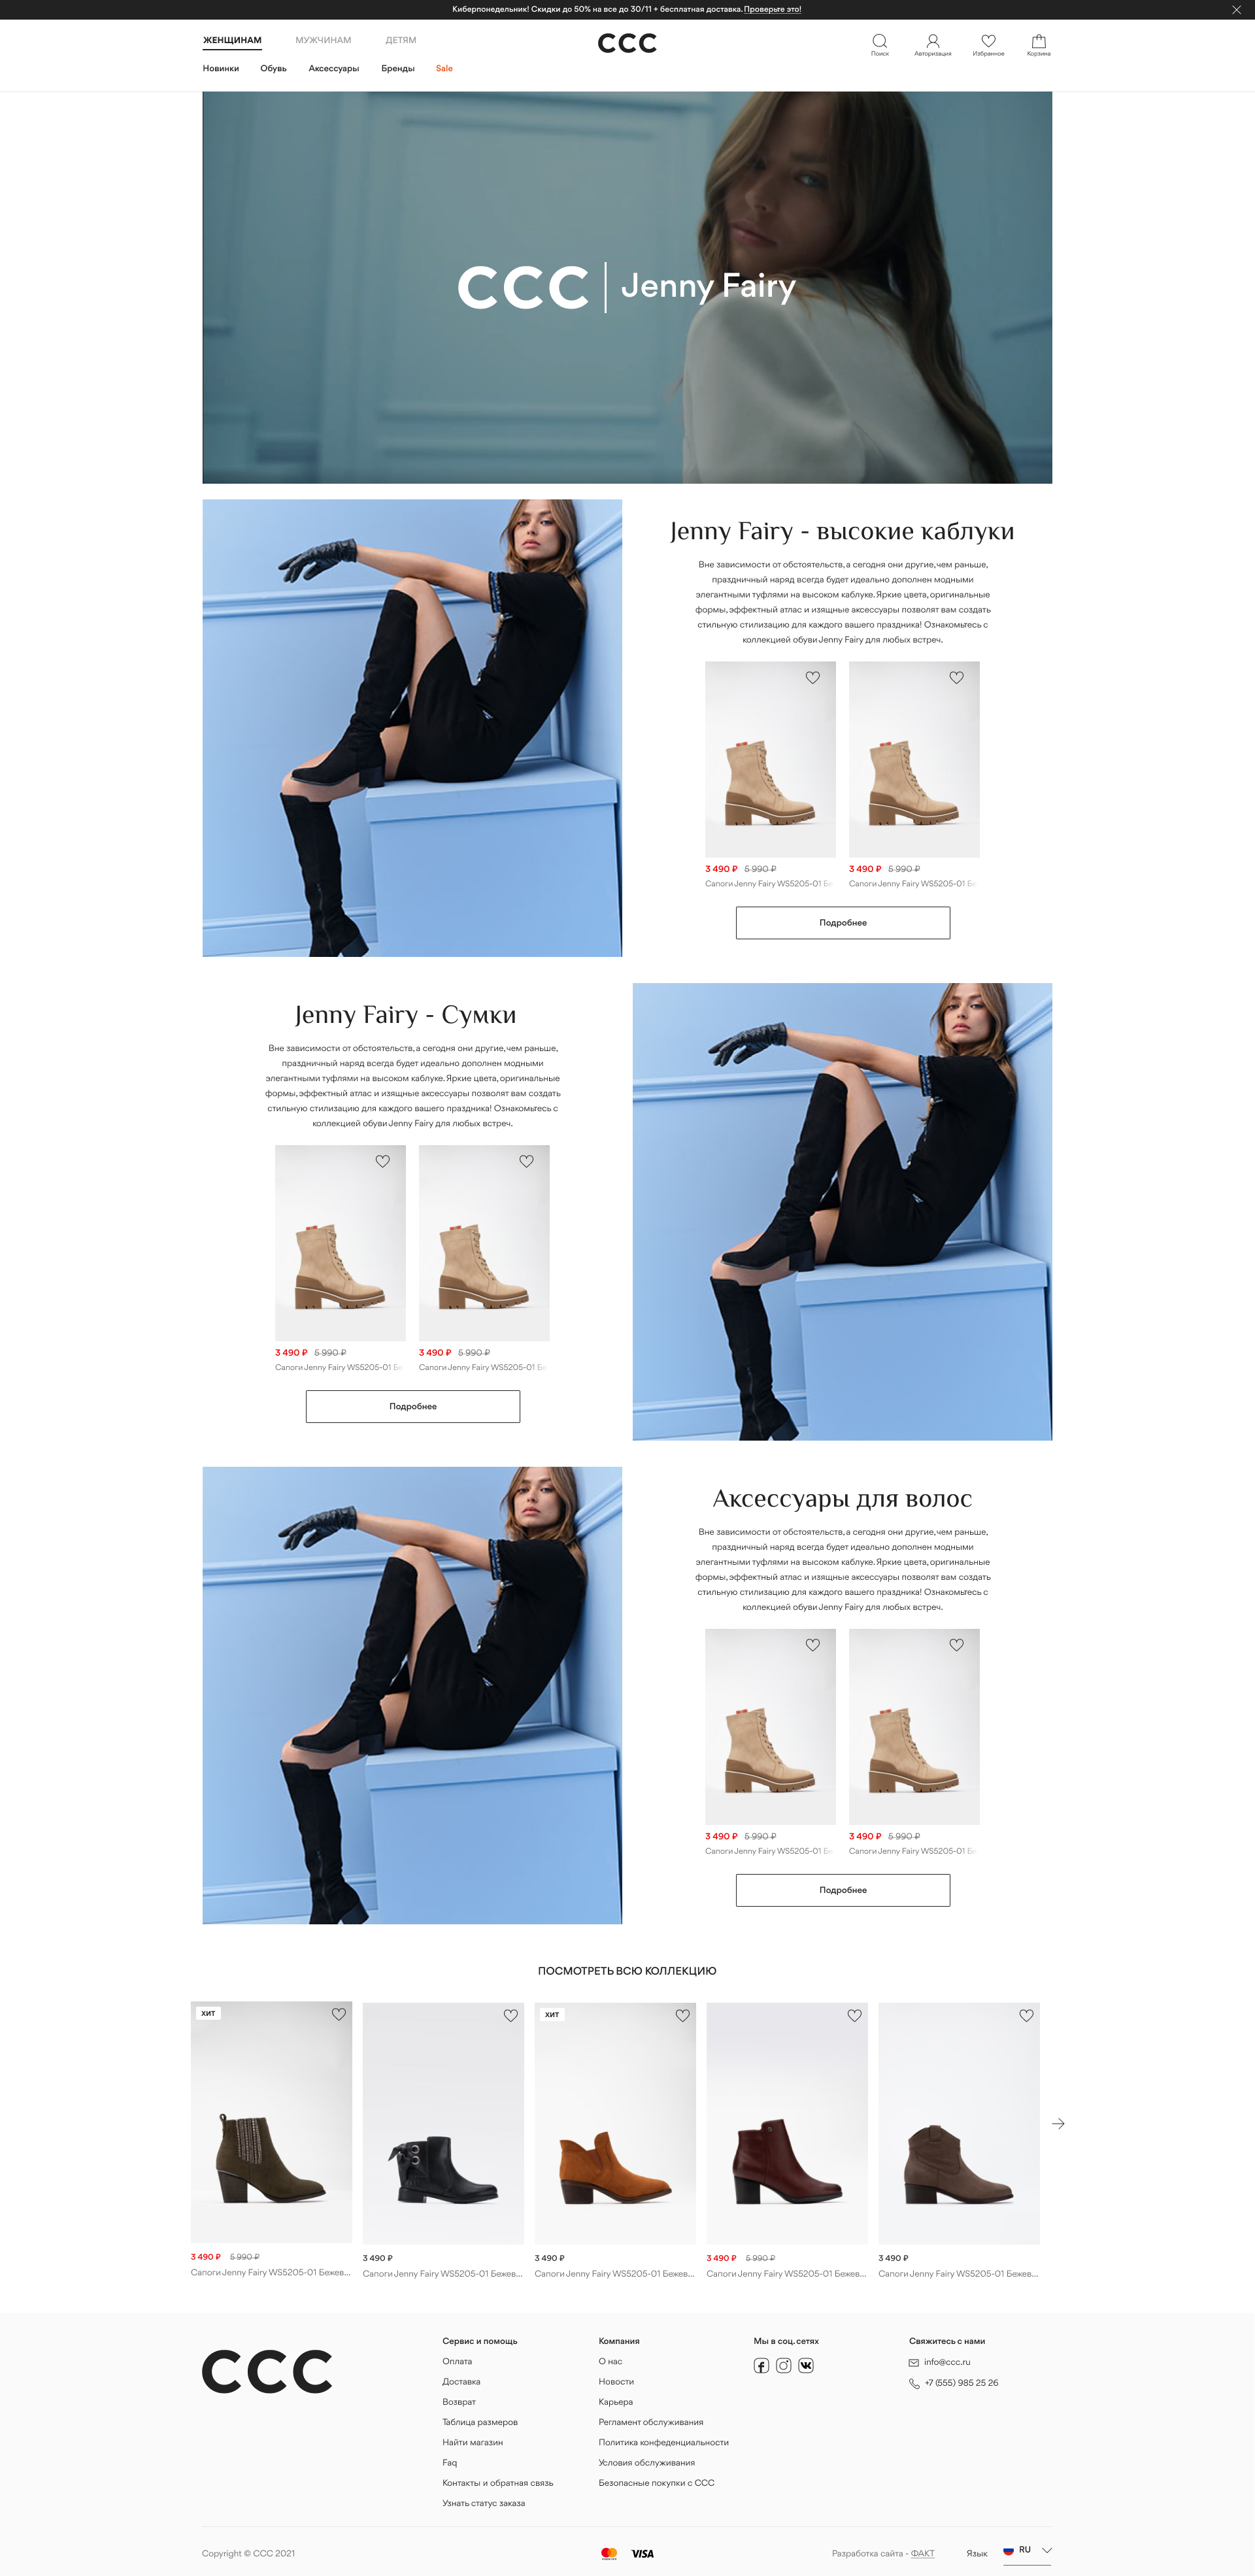 Киберпонедельник! Скидки до 50% на все до 30/11 + бесплатная доставка. Проверьте это!
ЖЕНЩИНАМ МУЖЧИНАМ ДЕТЯМ
CCC
Поиск Авторизация Избранное Корзина
Новинки Обувь Аксессуары Бренды Sale
CCC | Jenny Fairy
Jenny Fairy - высокие каблуки
Вне зависимости от обстоятельств, а сегодня они другие, чем раньше,
праздничный наряд всегда будет идеально дополнен модными
элегантными туфлями на высоком каблуке. Яркие цвета, оригинальные
формы, эффектный атлас и изящные аксессуары позволят вам создать
стильную стилизацию для каждого вашего праздника! Ознакомьтесь с
коллекцией обуви Jenny Fairy для любых встреч.
3 490 ₽ 5 990 ₽ 3 490 ₽ 5 990 ₽
Сапоги Jenny Fairy WS5205-01 Бе Сапоги Jenny Fairy WS5205-01 Бе
Подробнее
Jenny Fairy - Сумки
Вне зависимости от обстоятельств, а сегодня они другие, чем раньше,
праздничный наряд всегда будет идеально дополнен модными
элегантными туфлями на высоком каблуке. Яркие цвета, оригинальные
формы, эффектный атлас и изящные аксессуары позволят вам создать
стильную стилизацию для каждого вашего праздника! Ознакомьтесь с
коллекцией обуви Jenny Fairy для любых встреч.
3 490 ₽ 5 990 ₽ 3 490 ₽ 5 990 ₽
Сапоги Jenny Fairy WS5205-01 Бе Сапоги Jenny Fairy WS5205-01 Бе
Подробнее
Аксессуары для волос
Вне зависимости от обстоятельств, а сегодня они другие, чем раньше,
праздничный наряд всегда будет идеально дополнен модными
элегантными туфлями на высоком каблуке. Яркие цвета, оригинальные
формы, эффектный атлас и изящные аксессуары позволят вам создать
стильную стилизацию для каждого вашего праздника! Ознакомьтесь с
коллекцией обуви Jenny Fairy для любых встреч.
3 490 ₽ 5 990 ₽ 3 490 ₽ 5 990 ₽
Сапоги Jenny Fairy WS5205-01 Бе Сапоги Jenny Fairy WS5205-01 Бе
Подробнее
ПОСМОТРЕТЬ ВСЮ КОЛЛЕКЦИЮ
ХИТ ХИТ
3 490 ₽ 5 990 ₽ 3 490 ₽ 3 490 ₽ 3 490 ₽ 5 990 ₽ 3 490 ₽
Сапоги Jenny Fairy WS5205-01 Бежев... Сапоги Jenny Fairy WS5205-01 Бежев... Сапоги Jenny Fairy WS5205-01 Бежев... Сапоги Jenny Fairy WS5205-01 Бежев... Сапоги Jenny Fairy WS5205-01 Бежев...
CCC
Сервис и помощь
Оплата
Доставка
Возврат
Таблица размеров
Найти магазин
Faq
Контакты и обратная связь
Узнать статус заказа
Компания
О нас
Новости
Карьера
Регламент обслуживания
Политика конфеденциальности
Условия обслуживания
Безопасные покупки с CCC
Мы в соц. сетях
Свяжитесь с нами
info@ccc.ru
+7 (555) 985 25 26
Copyright © CCC 2021
VISA
Разработка сайта - ФАКТ
Язык RU